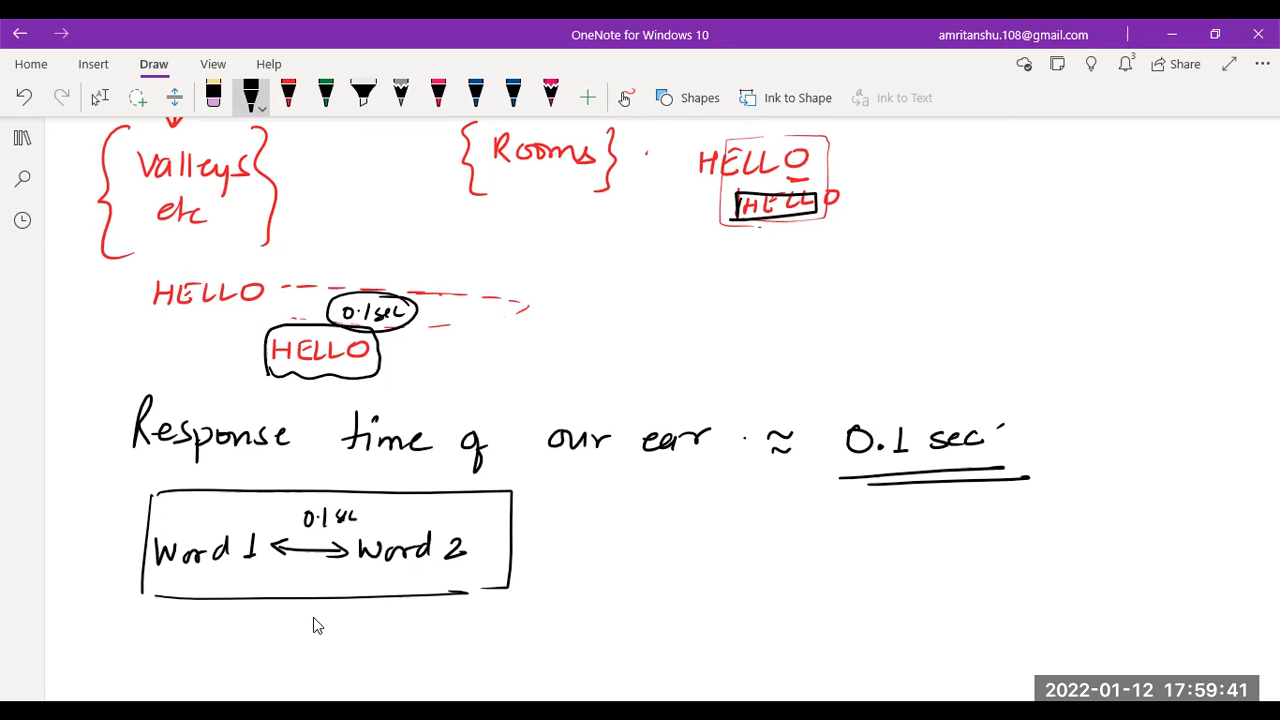 OneNote for Windows 10
amritanshu.108@gmail.com
Home Insert Draw View Help
3
Share
Shapes
Ink to Shape
Ink to Text
Valleys
etc
{Rooms}
HELLO
HELLO
HELLO
0.1 sec
HELLO
Response time of our ear ≈ 0.1 sec
0.1 sec
Word 1 ↔ Word 2
2022-01-12 17:59:41